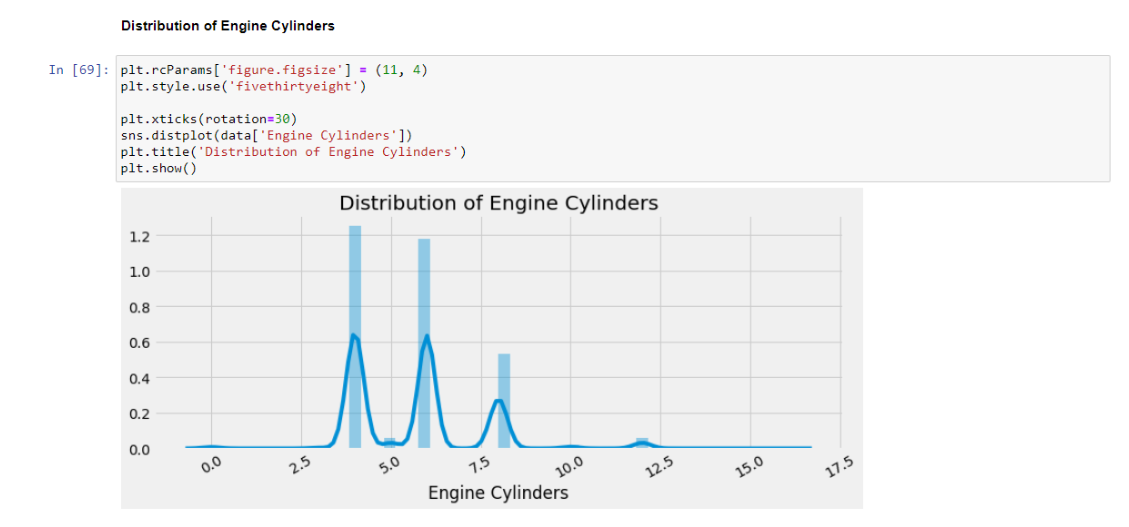 Distribution of Engine Cylinders
In [69]:
plt.rcParams['figure.figsize'] = (11, 4)
plt.style.use('fivethirtyeight')
plt.xticks(rotation=30)
sns.distplot(data['Engine Cylinders'])
plt.title('Distribution of Engine Cylinders')
plt.show()
Distribution of Engine Cylinders
1.2
1.0
0.8
0.6
0.4
0.2
0.0
0.0 2.5 5.0 7.5 10.0 12.5 15.0 17.5
Engine Cylinders